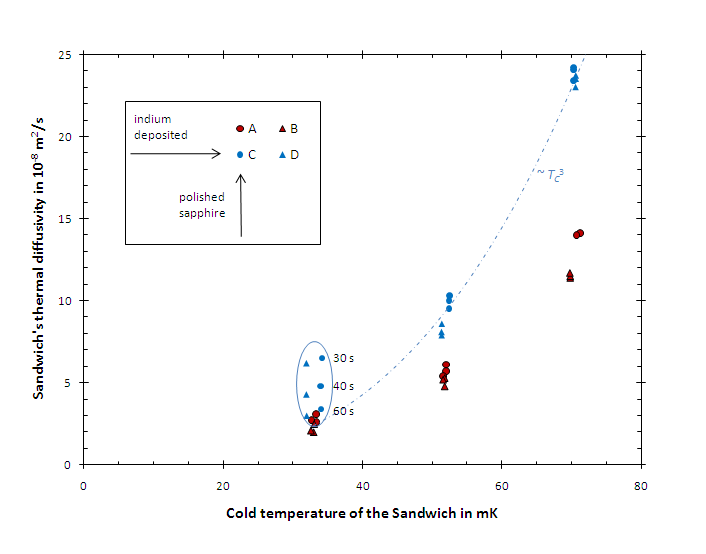 25
20
15
10
5
0
0
20
40
60
80
Sandwich's thermal diffusivity in 10⁻⁸ m²/s
Cold temperature of the Sandwich in mK
indium
deposited
A
B
C
D
polished
sapphire
~ T_C³
30 s
40 s
60 s